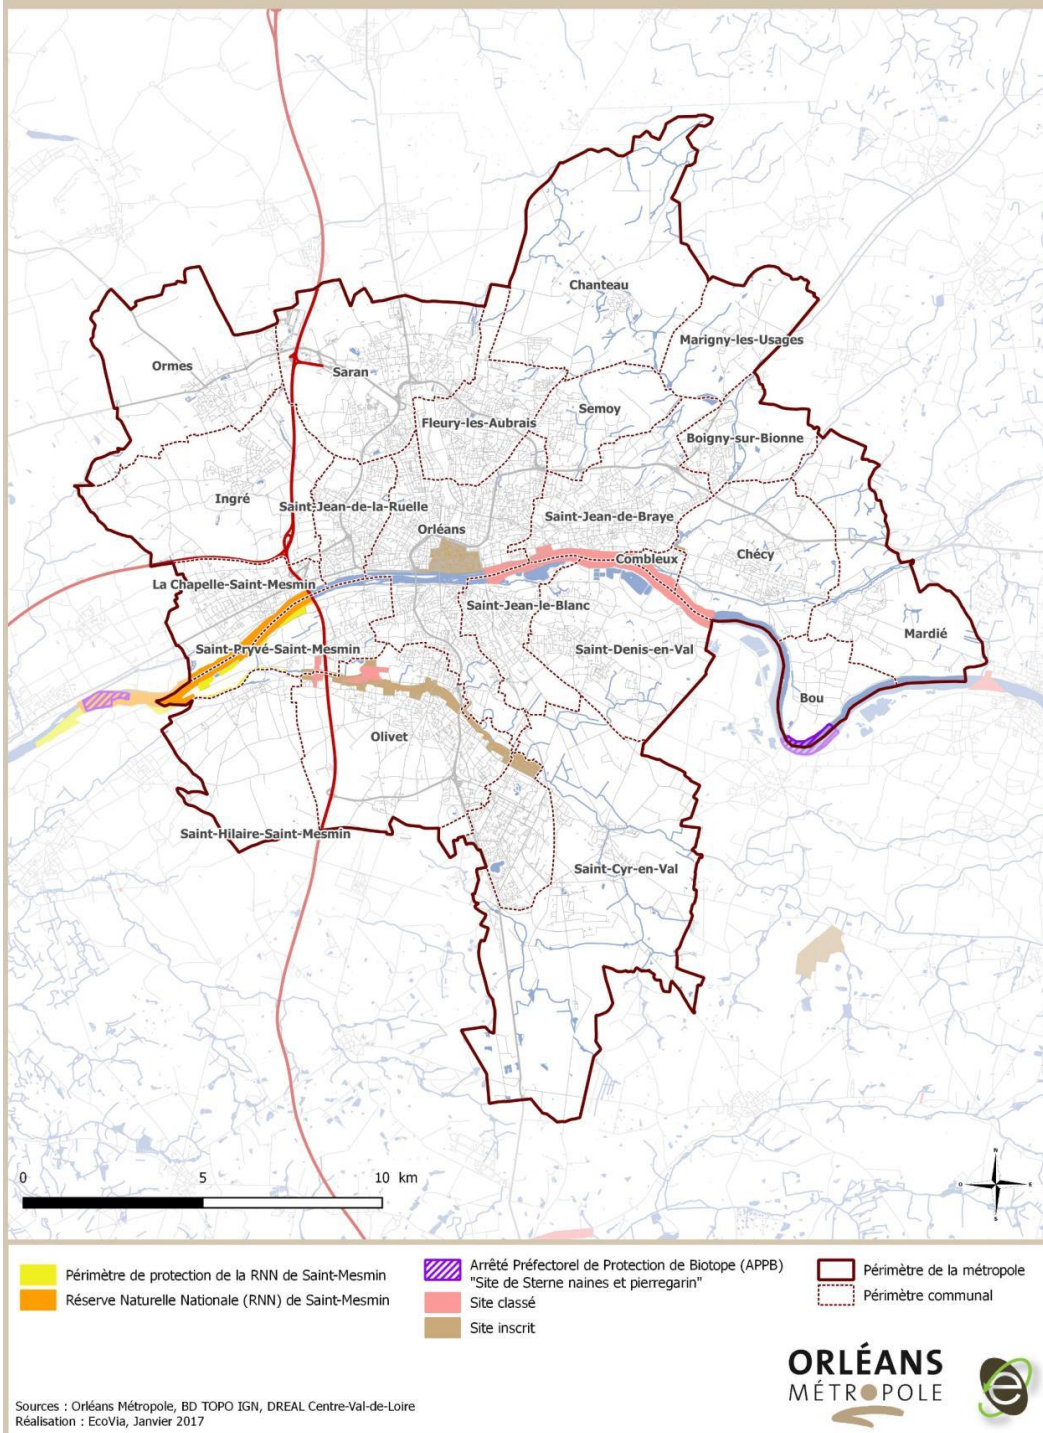 Chanteau
Marigny-les-Usages
Ormes
Saran
Semoy
Fleury-les-Aubrais
Boigny-sur-Bionne
Ingré
Saint-Jean-de-la-Ruelle
Orléans
Saint-Jean-de-Braye
Chécy
Combleux
La Chapelle-Saint-Mesmin
Saint-Jean-le-Blanc
Mardié
Saint-Pryvé-Saint-Mesmin
Saint-Denis-en-Val
Bou
Olivet
Saint-Hilaire-Saint-Mesmin
Saint-Cyr-en-Val
0 5 10 km
N
O E
S
Périmètre de protection de la RNN de Saint-Mesmin
Réserve Naturelle Nationale (RNN) de Saint-Mesmin
Arrêté Préfectorel de Protection de Biotope (APPB)
"Site de Sterne naines et pierregarin"
Site classé
Site inscrit
Périmètre de la métropole
Périmètre communal
ORLÉANS
MÉTROPOLE
e
Sources : Orléans Métropole, BD TOPO IGN, DREAL Centre-Val-de-Loire
Réalisation : EcoVia, Janvier 2017